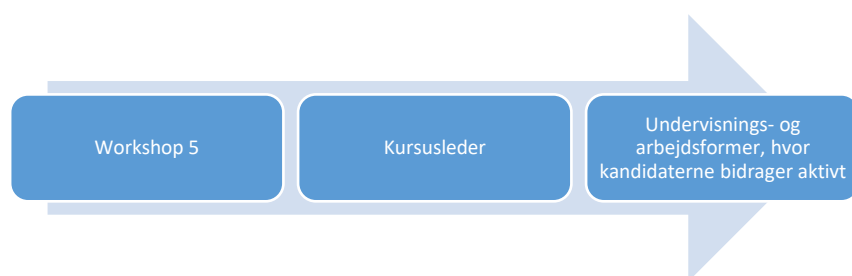 Workshop 5
Kursusleder
Undervisnings- og
arbejdsformer, hvor
kandidaterne bidrager aktivt